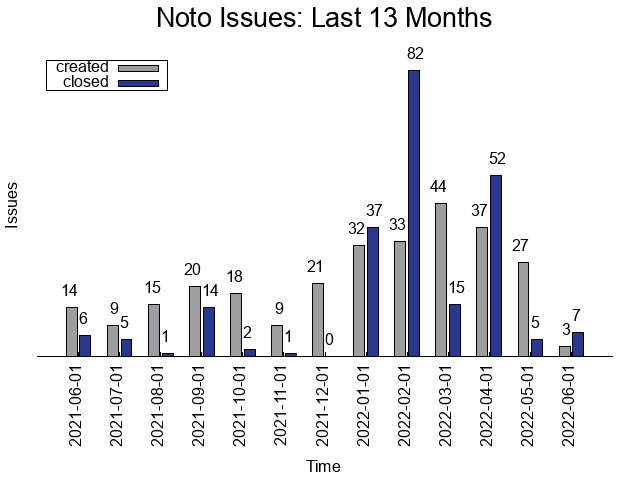 Noto Issues: Last 13 Months
created
closed
Issues
14 6 9 5 15 1 20 14 18 2 9 1 21 0 32 37 33 82 44 15 37 52 27 5 3 7
2021-06-01
2021-07-01
2021-08-01
2021-09-01
2021-10-01
2021-11-01
2021-12-01
2022-01-01
2022-02-01
2022-03-01
2022-04-01
2022-05-01
2022-06-01
Time